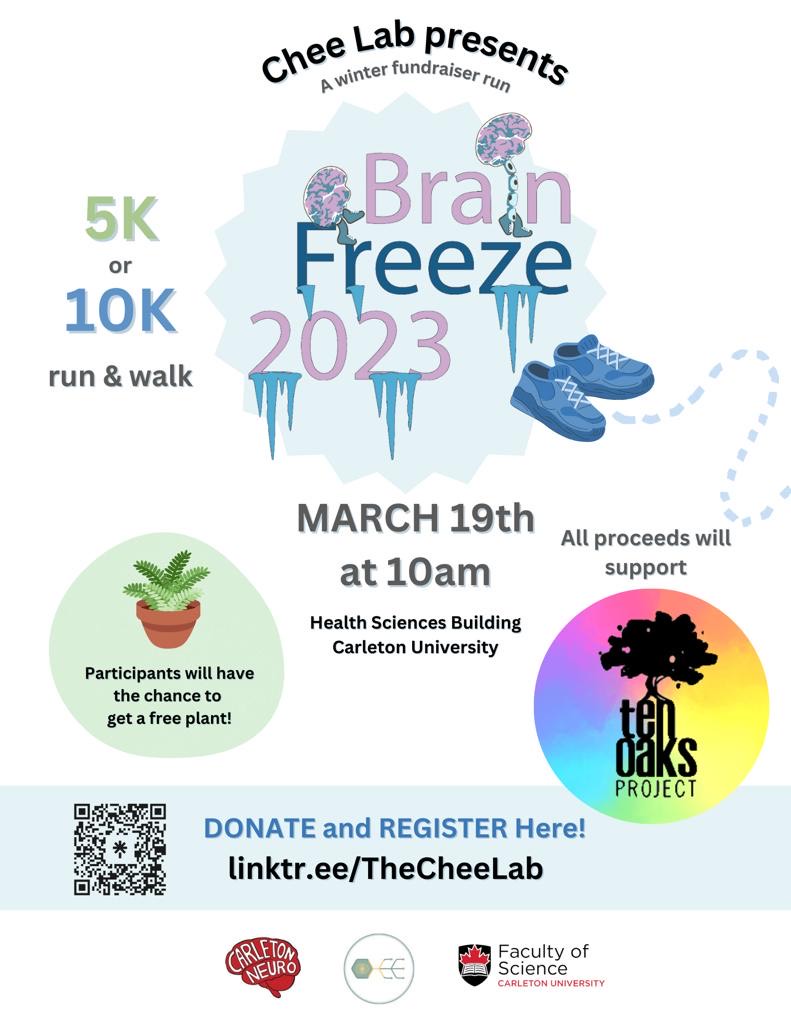 Chee Lab presents
A winter fundraiser run
Brain
Freeze
2023
5K
or
10K
run & walk
MARCH 19th
at 10am
Health Sciences Building
Carleton University
All proceeds will
support
ten
oaks
PROJECT
Participants will have
the chance to
get a free plant!
DONATE and REGISTER Here!
linktr.ee/TheCheeLab
CARLETON
NEURO
CEE
Faculty of
Science
CARLETON UNIVERSITY